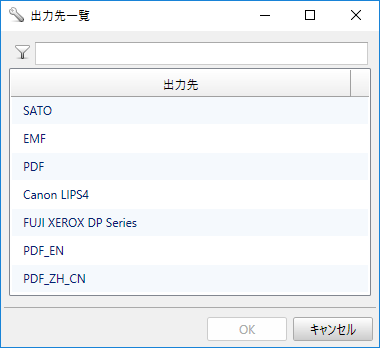 出力先一覧
出力先
SATO
EMF
PDF
Canon LIPS4
FUJI XEROX DP Series
PDF_EN
PDF_ZH_CN
OK
キャンセル